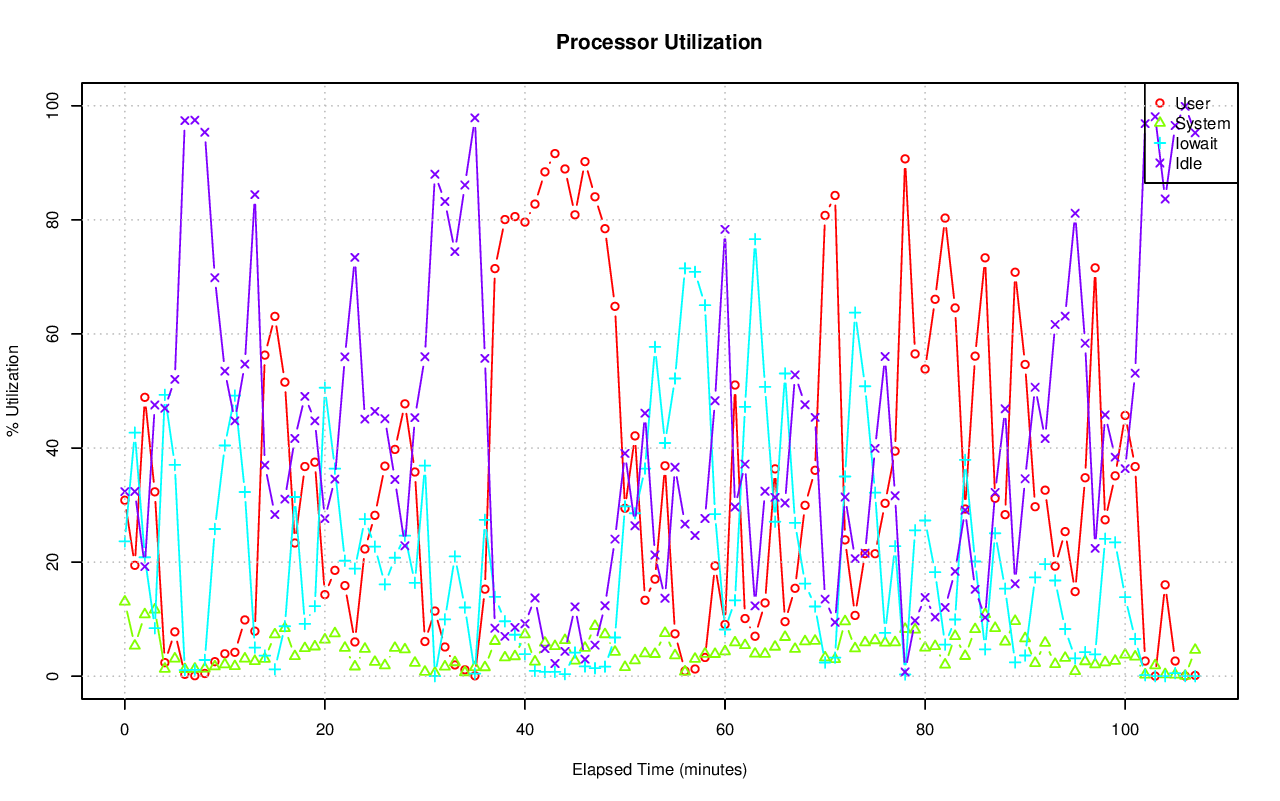 Processor Utilization
100
80
60
40
20
0
% Utilization
User
System
Iowait
Idle
0 20 40 60 80 100
Elapsed Time (minutes)